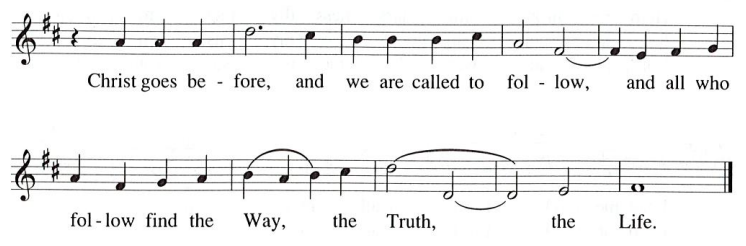 Christ goes be - fore, and we are called to fol - low, and all who
fol - low find the Way, the Truth, the Life.